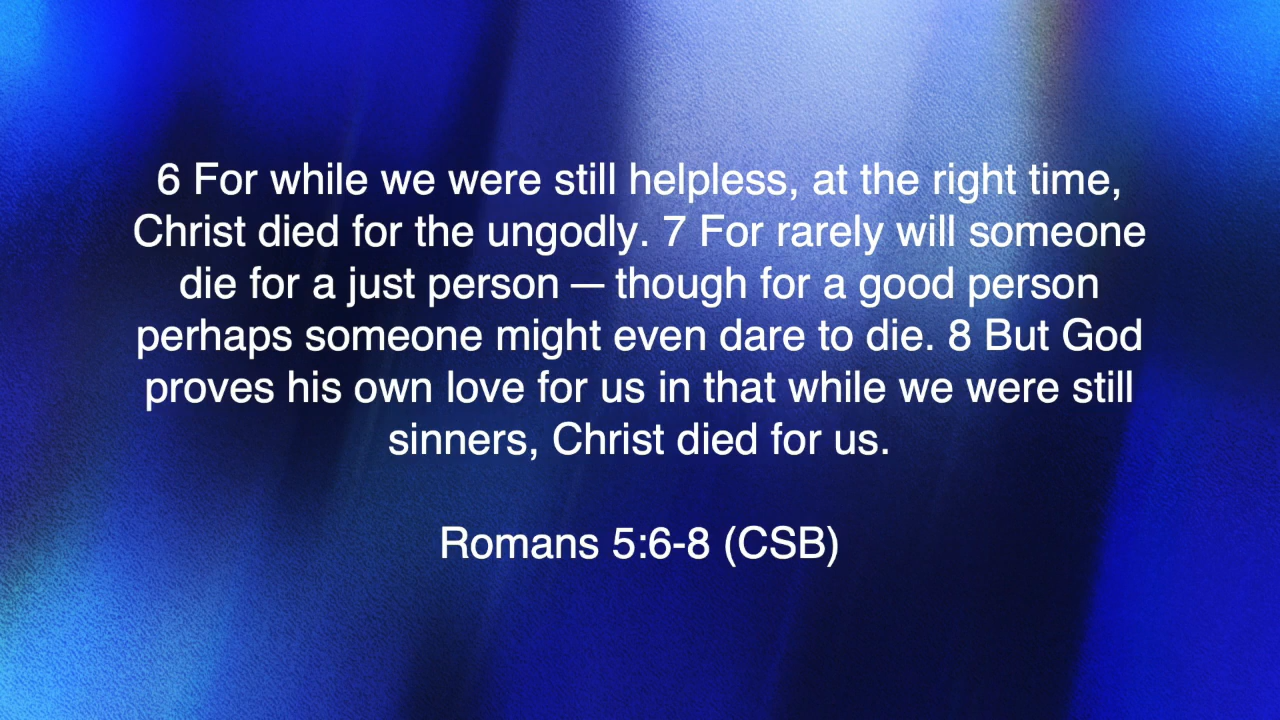 6 For while we were still helpless, at the right time,
Christ died for the ungodly. 7 For rarely will someone
die for a just person — though for a good person
perhaps someone might even dare to die. 8 But God
proves his own love for us in that while we were still
sinners, Christ died for us.
Romans 5:6-8 (CSB)